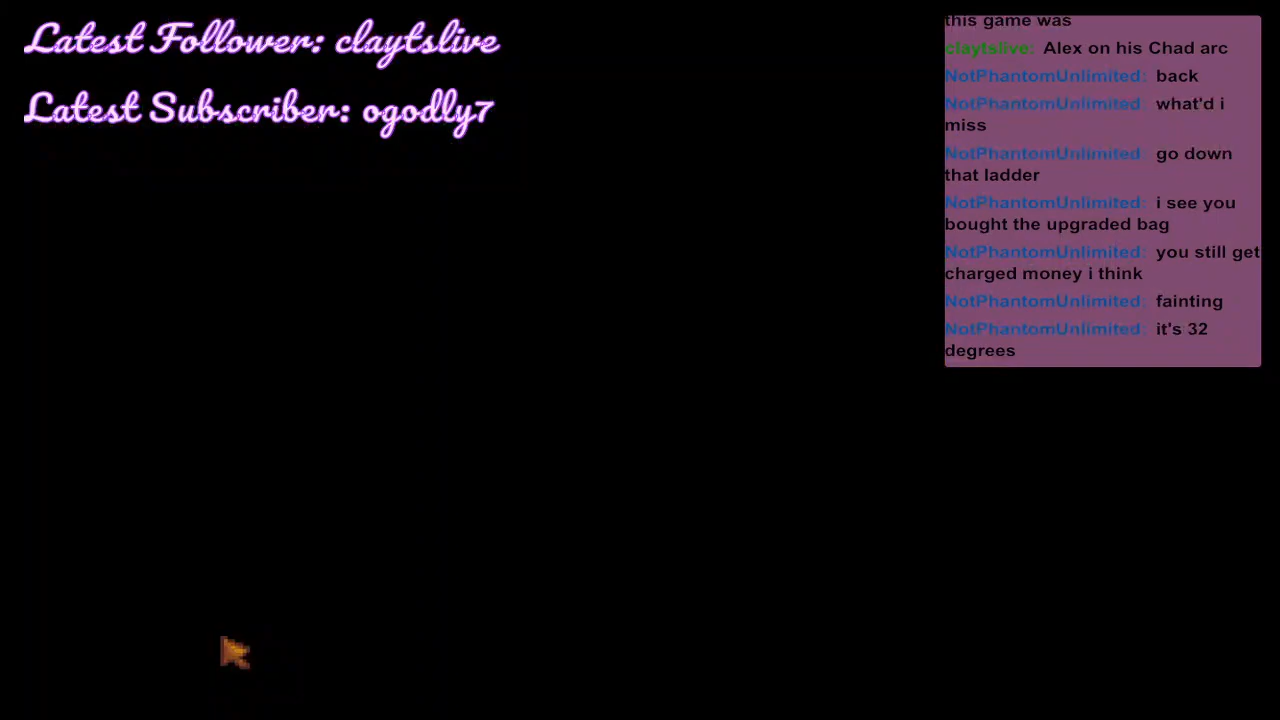 Latest Follower: claytslive
Latest Subscriber: ogodly7
this game was
claytslive: Alex on his Chad arc
NotPhantomUnlimited: back
NotPhantomUnlimited: what'd i
miss
NotPhantomUnlimited: go down
that ladder
NotPhantomUnlimited: i see you
bought the upgraded bag
NotPhantomUnlimited: you still get
charged money i think
NotPhantomUnlimited: fainting
NotPhantomUnlimited: it's 32
degrees